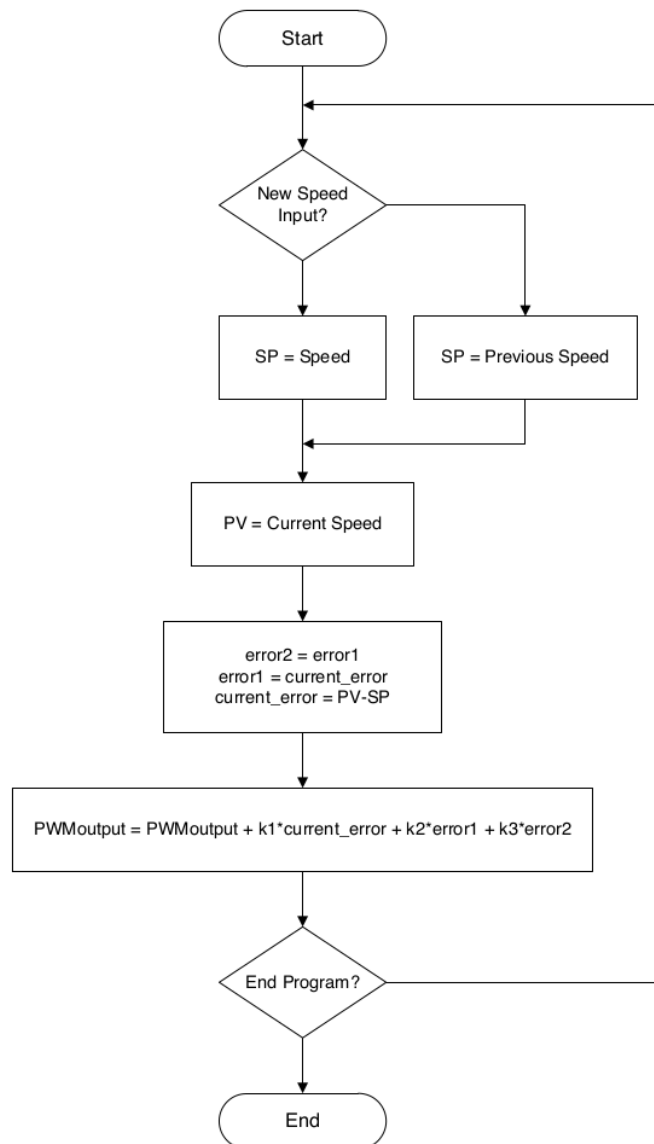 Start
New Speed
Input?
SP = Speed
SP = Previous Speed
PV = Current Speed
error2 = error1
error1 = current_error
current_error = PV-SP
PWMoutput = PWMoutput + k1*current_error + k2*error1 + k3*error2
End Program?
End